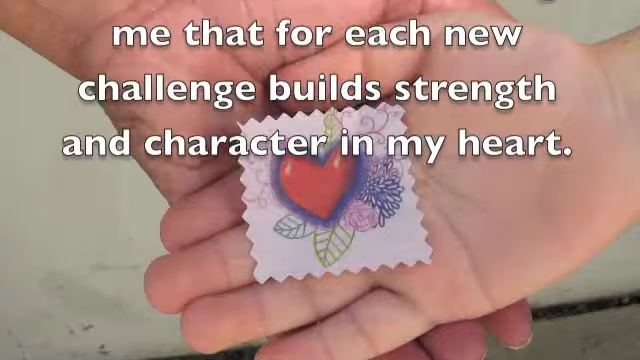 me that for each new
challenge builds strength
and character in my heart.